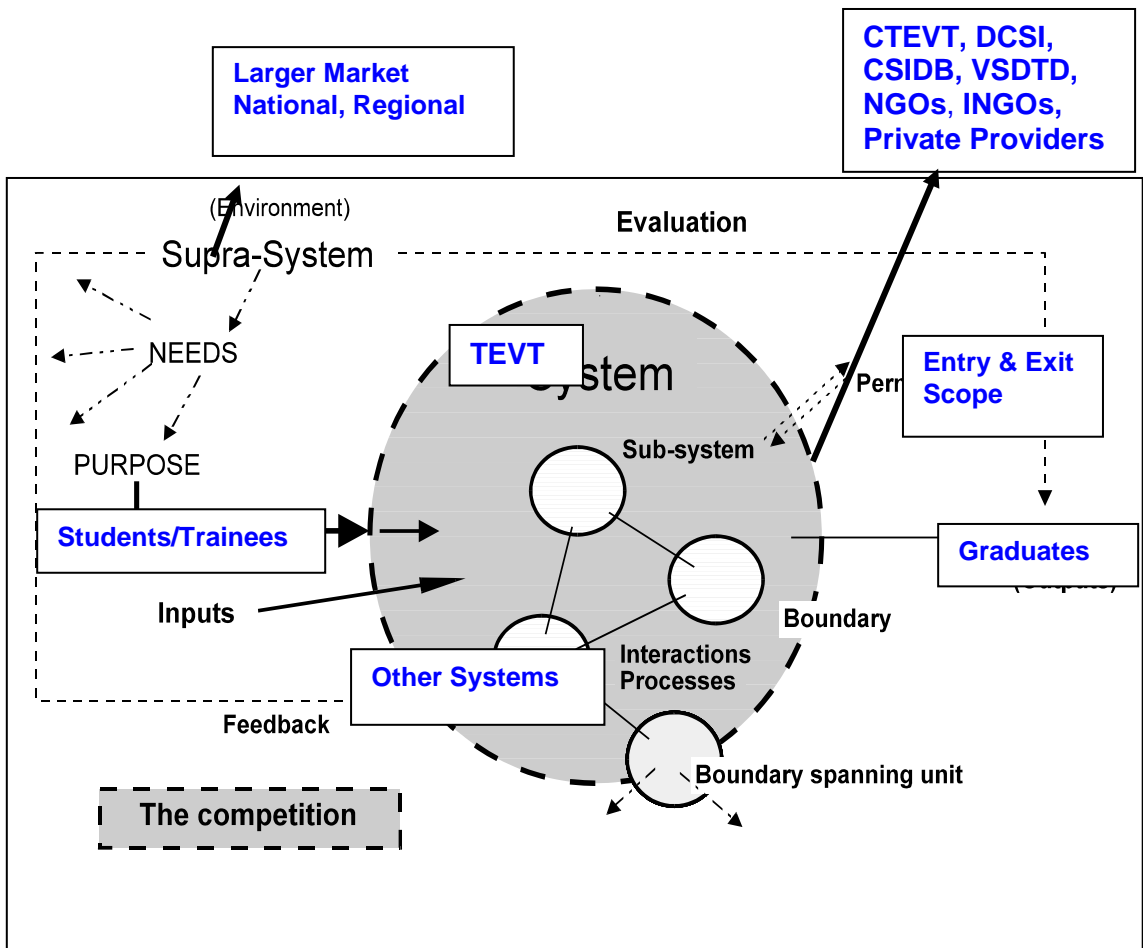 Larger Market
National, Regional
CTEVT, DCSI,
CSIDB, VSDTD,
NGOs, INGOs,
Private Providers
(Environment)
Supra-System
Evaluation
NEEDS
PURPOSE
TEVT
System
Sub-system
Entry & Exit
Scope
Students/Trainees
Graduates
Inputs
Boundary
Interactions
Processes
Other Systems
Feedback
Boundary spanning unit
The competition